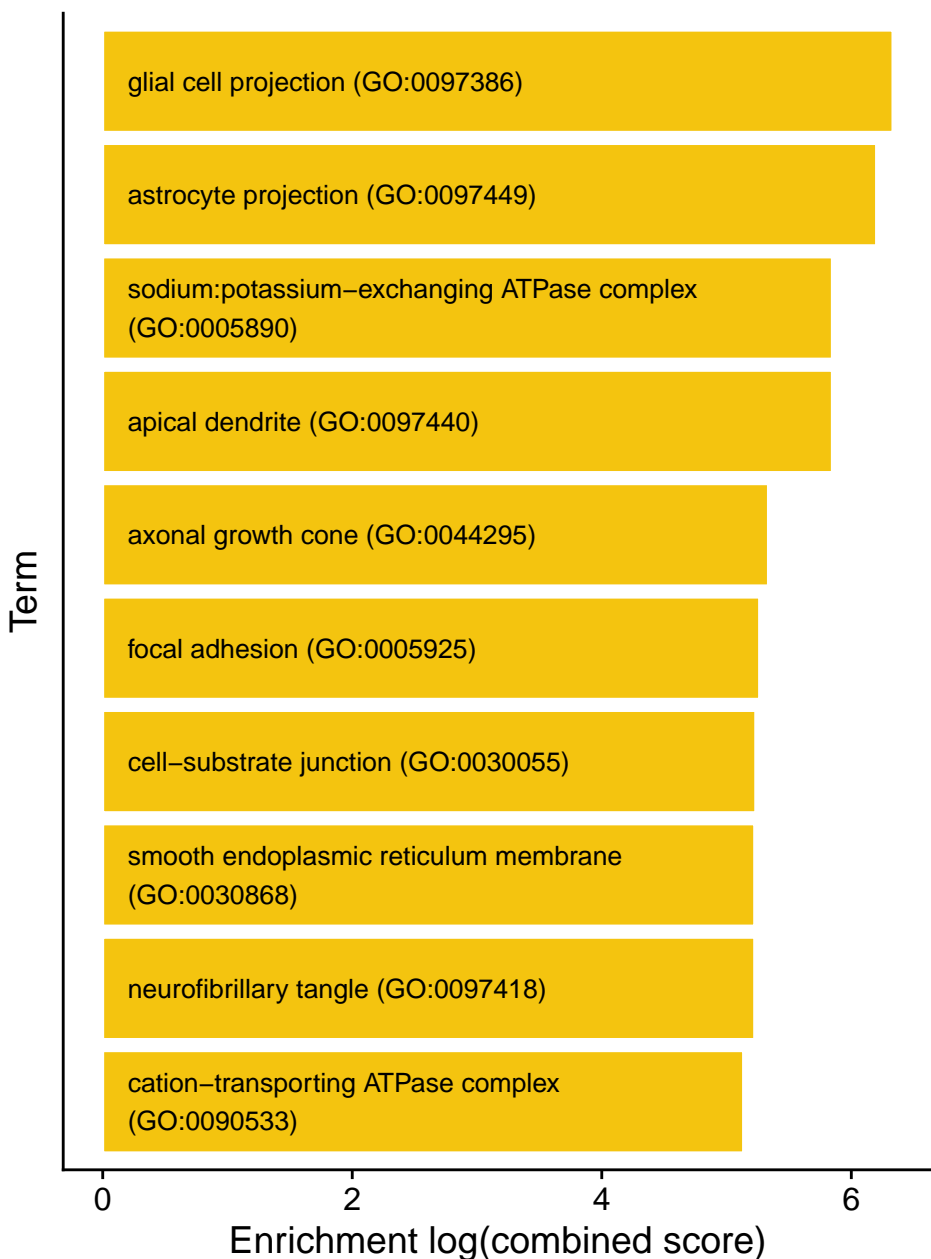 glial cell projection (GO:0097386)
astrocyte projection (GO:0097449)
sodium:potassium−exchanging ATPase complex
(GO:0005890)
apical dendrite (GO:0097440)
axonal growth cone (GO:0044295)
focal adhesion (GO:0005925)
cell−substrate junction (GO:0030055)
smooth endoplasmic reticulum membrane
(GO:0030868)
neurofibrillary tangle (GO:0097418)
cation−transporting ATPase complex
(GO:0090533)
Term
0 2 4 6
Enrichment log(combined score)